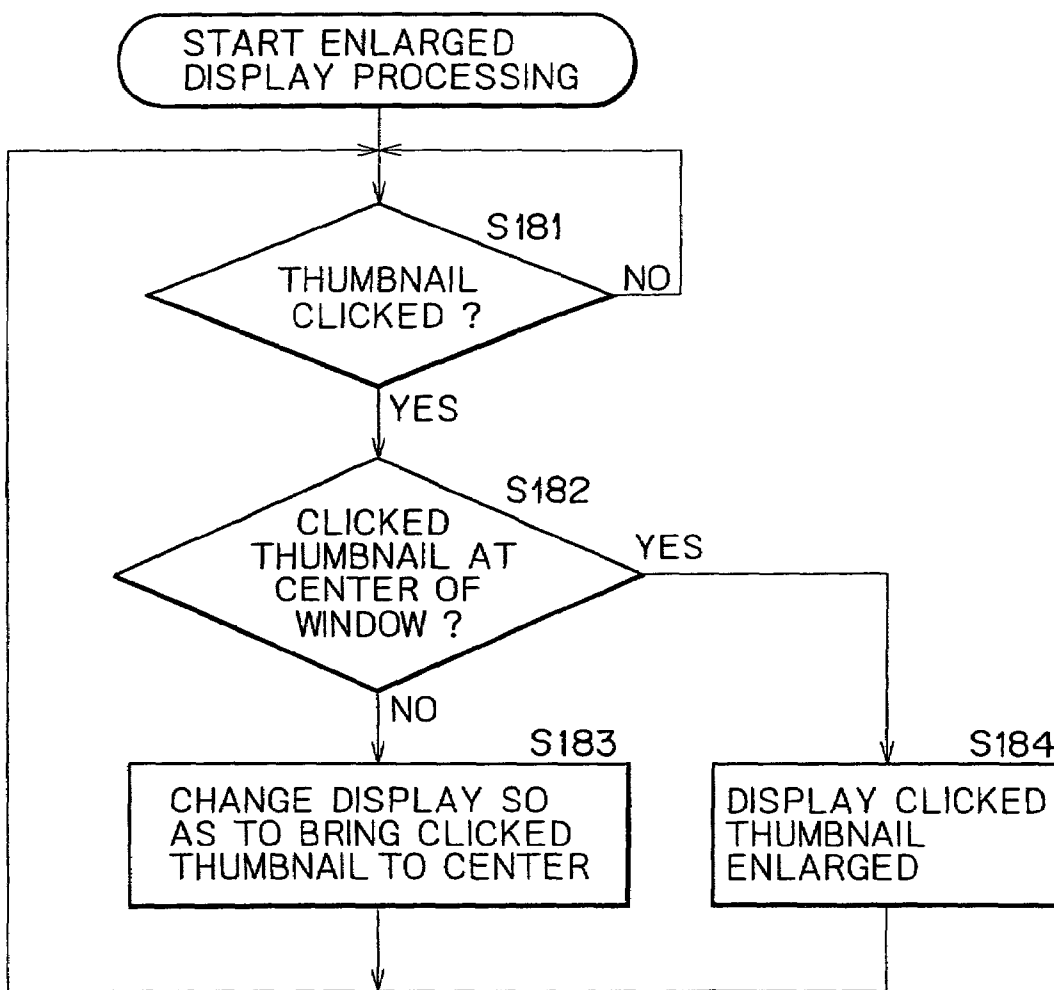 START ENLARGED
DISPLAY PROCESSING
S181
THUMBNAIL
CLICKED ?
NO
YES
S182
CLICKED
THUMBNAIL AT
CENTER OF
WINDOW ?
YES
NO
S183
CHANGE DISPLAY SO
AS TO BRING CLICKED
THUMBNAIL TO CENTER
S184
DISPLAY CLICKED
THUMBNAIL
ENLARGED